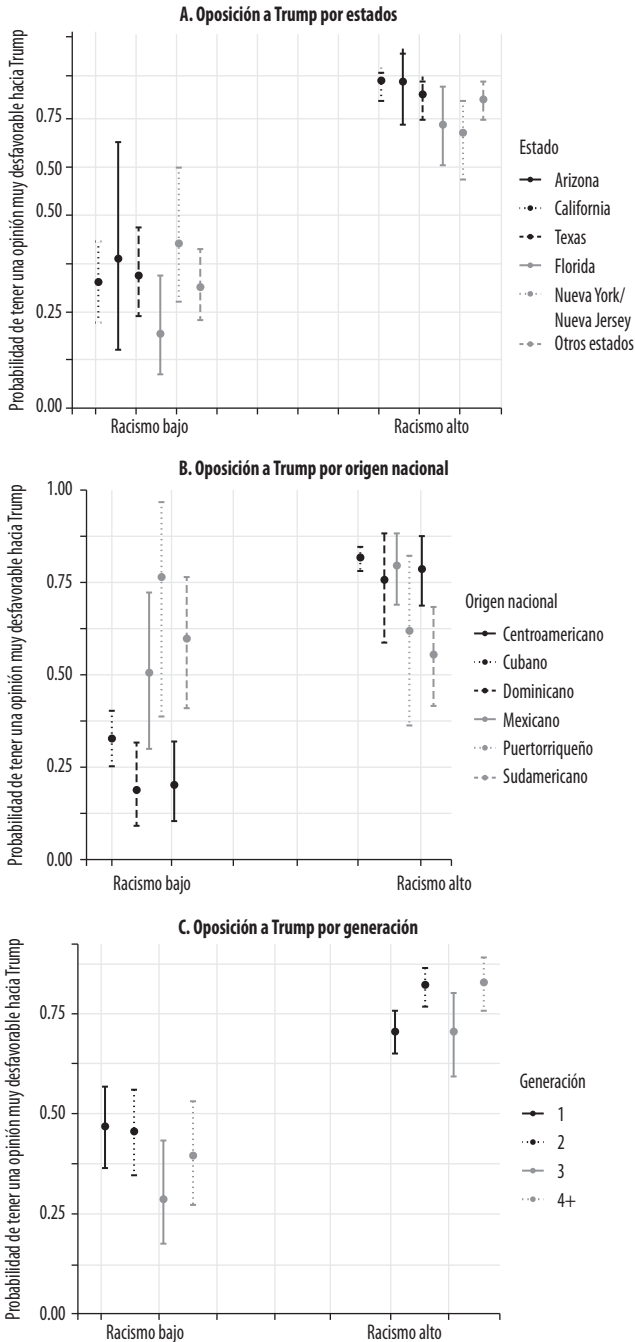 A. Oposición a Trump por estados
Probabilidad de tener una opinión muy desfavorable hacia Trump
0.75
0.50
0.50
0.25
0.00
Racismo bajo
Racismo alto
Estado
Arizona
California
Texas
Florida
Nueva York/
Nueva Jersey
Otros estados
B. Oposición a Trump por origen nacional
Probabilidad de tener una opinión muy desfavorable hacia Trump
1.00
0.75
0.50
0.25
0.00
Racismo bajo
Racismo alto
Origen nacional
Centroamericano
Cubano
Dominicano
Mexicano
Puertorriqueño
Sudamericano
C. Oposición a Trump por generación
Probabilidad de tener una opinión muy desfavorable hacia Trump
0.75
0.50
0.25
0.00
Racismo bajo
Racismo alto
Generación
1
2
3
4+